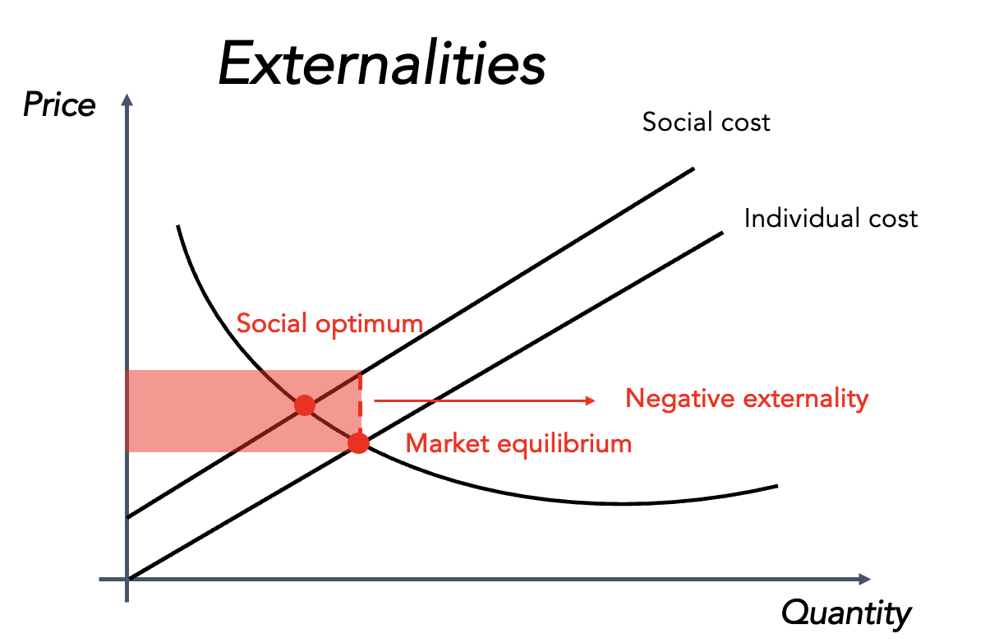 Externalities
Price
Social cost
Individual cost
Social optimum
Negative externality
Market equilibrium
Quantity